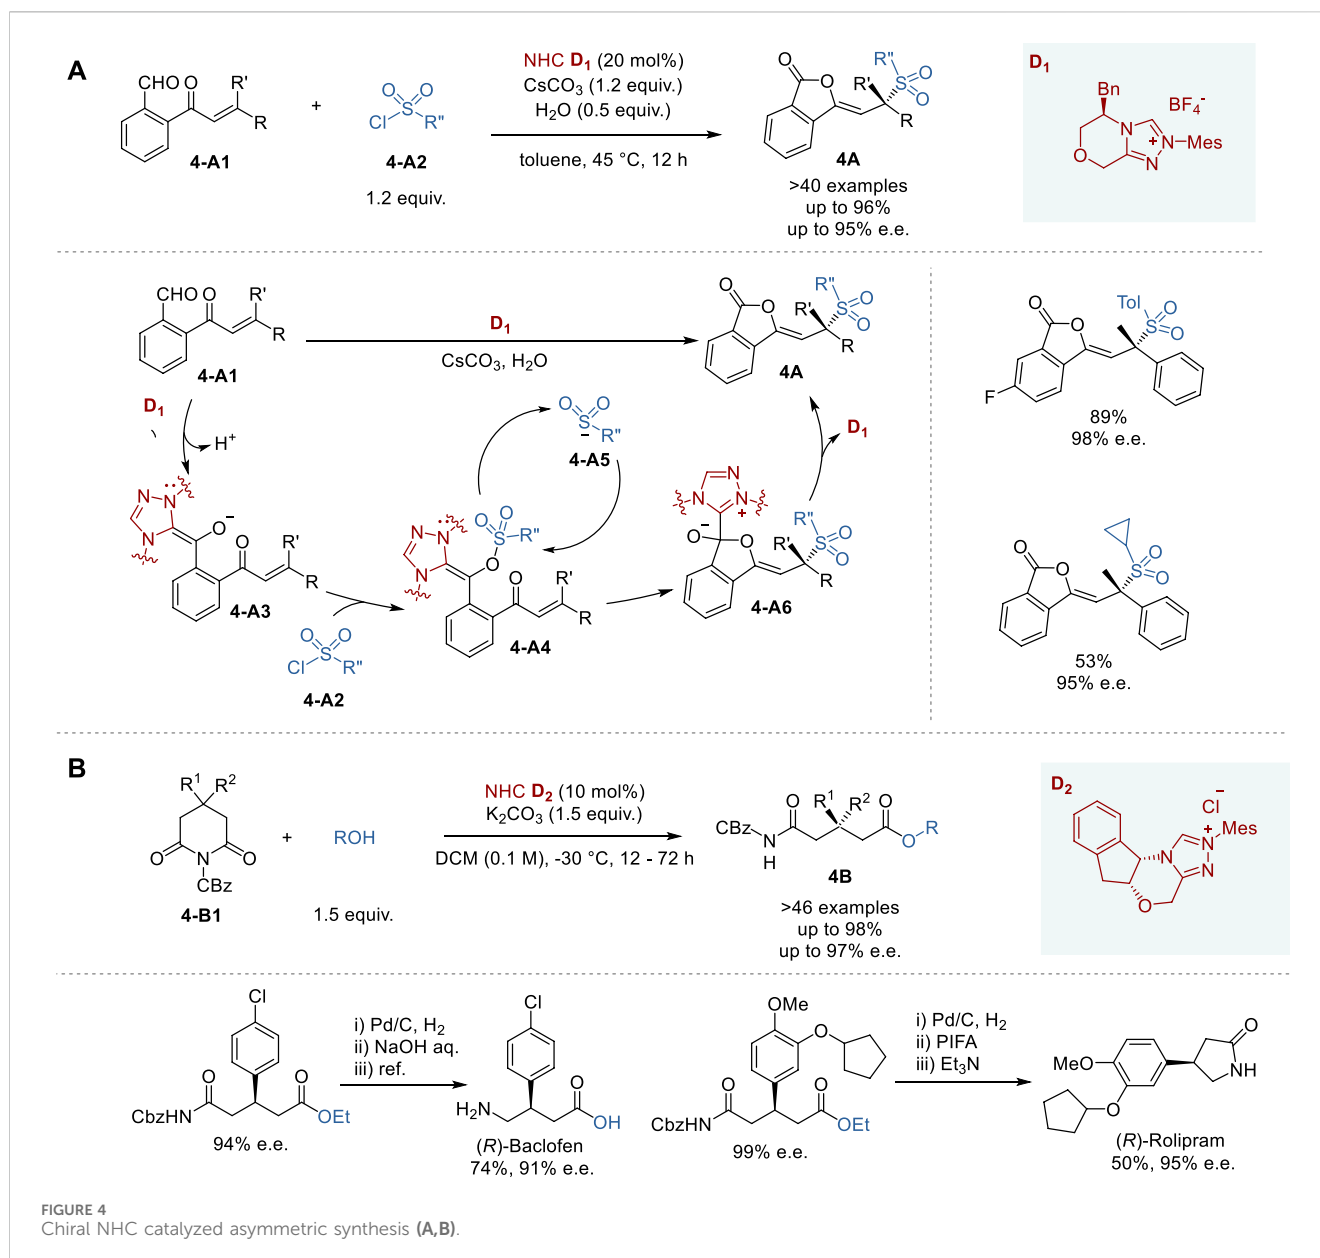 A
CHO O
R'
R
4-A1
+
O O
S
Cl R"
4-A2
1.2 equiv.
NHC D₁ (20 mol%)
CsCO₃ (1.2 equiv.)
H₂O (0.5 equiv.)
toluene, 45 °C, 12 h
R"
O O R' S O
O
R
4A
>40 examples
up to 96%
up to 95% e.e.
D₁
Bn
BF₄⁻
N
N⁺ Mes
O N
CHO O
R'
R
4-A1
D₁
CsCO₃, H₂O
R"
O O R' S O
O
R
4A
D₁
H⁺
N N
N
O⁻
O R'
R
4-A3
O O
S
Cl R"
4-A2
O O
S
⁻ R"
4-A5
N N
N
O O
S R"
O
O R'
R
4-A4
N
N N⁺
⁻O O R' R"
S O
O
R
4-A6
D₁
O
O
Tol
S O
O
F
89%
98% e.e.
O
O
S O
O
53%
95% e.e.
B
R¹ R²
O N O
CBz
4-B1
+
ROH
1.5 equiv.
NHC D₂ (10 mol%)
K₂CO₃ (1.5 equiv.)
DCM (0.1 M), -30 °C, 12 - 72 h
O R¹ R² O
CBz N O R
H
4B
>46 examples
up to 98%
up to 97% e.e.
D₂
Cl⁻
N
N⁺ Mes
N
O
Cl
O O
CbzHN OEt
94% e.e.
i) Pd/C, H₂
ii) NaOH aq.
iii) ref.
Cl
H₂N O
OH
(R)-Baclofen
74%, 91% e.e.
OMe
O
O O
CbzHN OEt
99% e.e.
i) Pd/C, H₂
ii) PIFA
iii) Et₃N
O
MeO NH
O
(R)-Rolipram
50%, 95% e.e.
FIGURE 4
Chiral NHC catalyzed asymmetric synthesis (A,B).